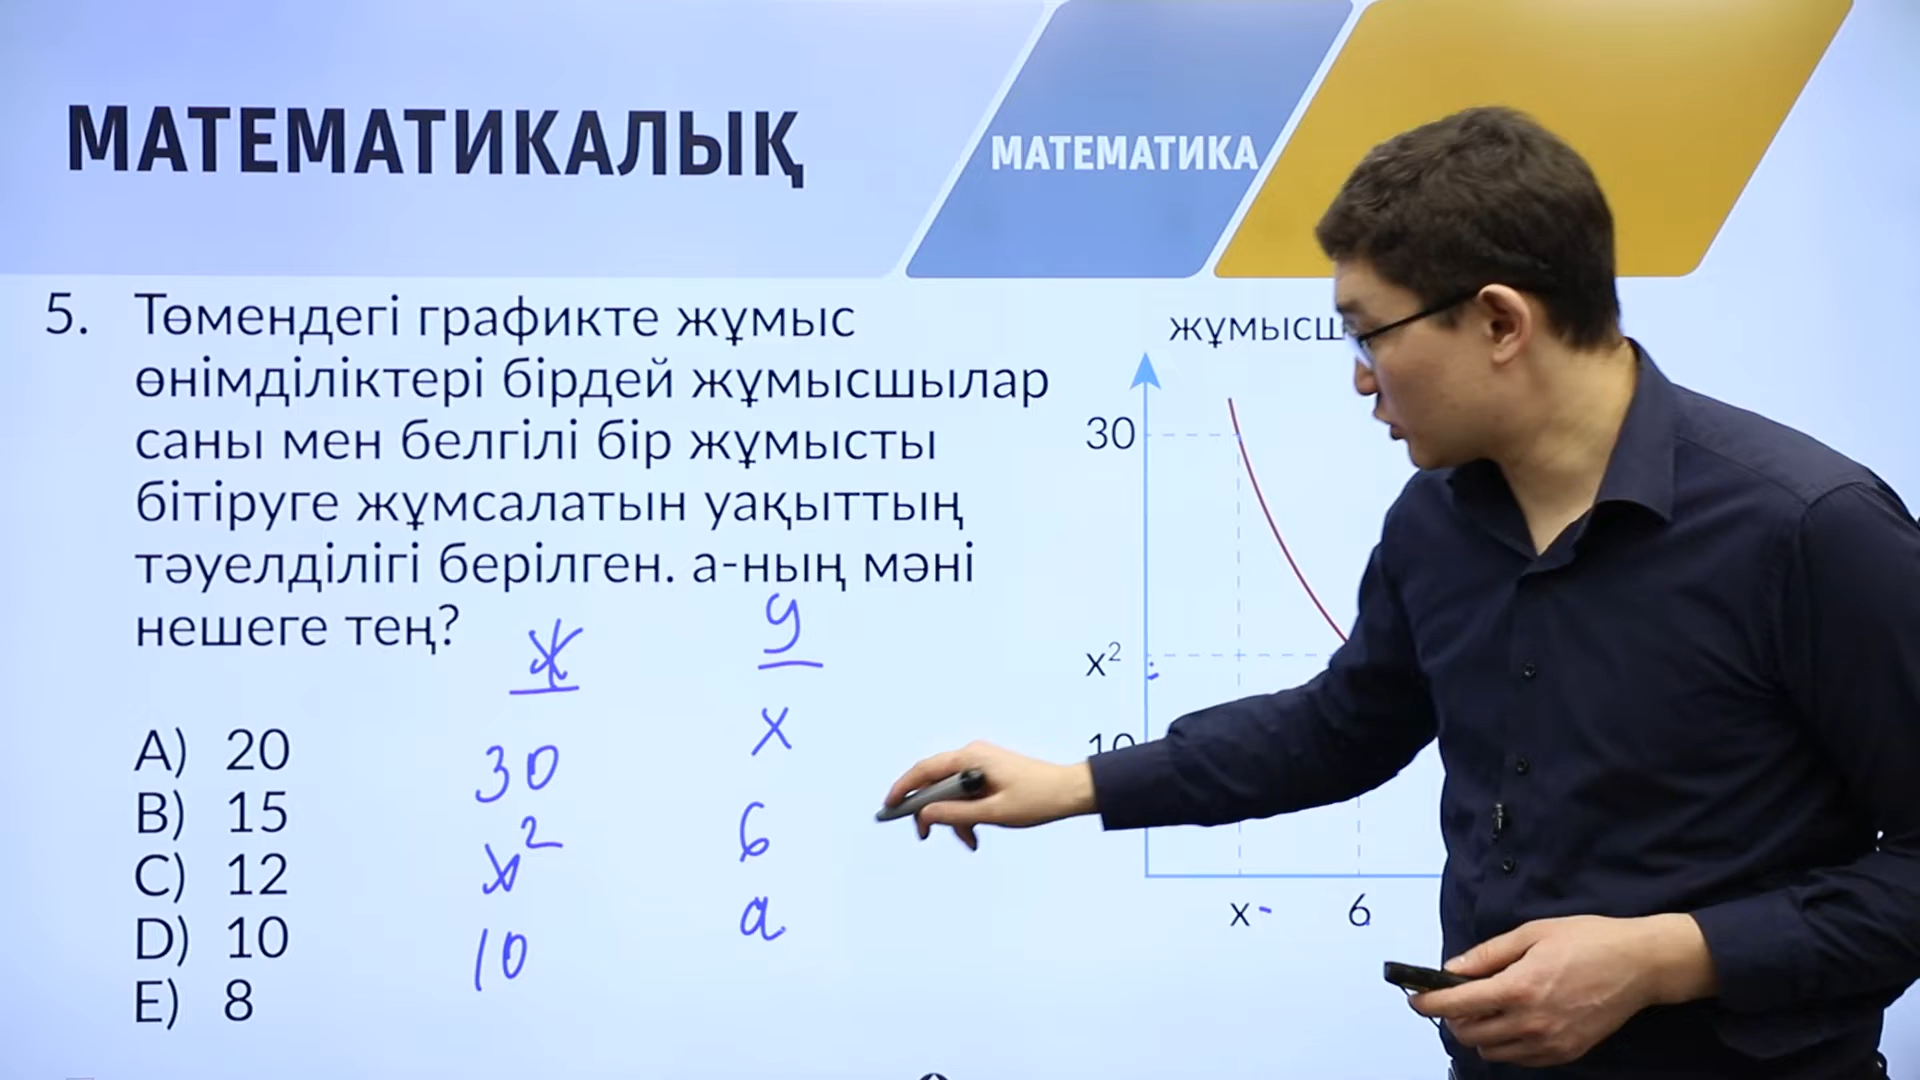 МАТЕМАТИКАЛЫҚ
МАТЕМАТИКА
5. Төмендегі графикте жұмыс
өнімділіктері бірдей жұмысшылар
саны мен белгілі бір жұмысты
бітіруге жұмсалатын уақыттың
тәуелділігі берілген. а-ның мәні
нешеге тең?
A) 20
B) 15
C) 12
D) 10
E) 8
Ж У
30 x
x² 6
10 a
30
x²
10
x 6